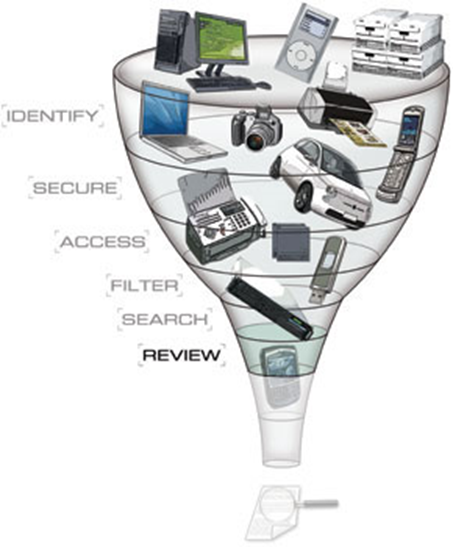 [IDENTIFY]
[SECURE]
[ACCESS]
[FILTER]
[SEARCH]
[REVIEW]